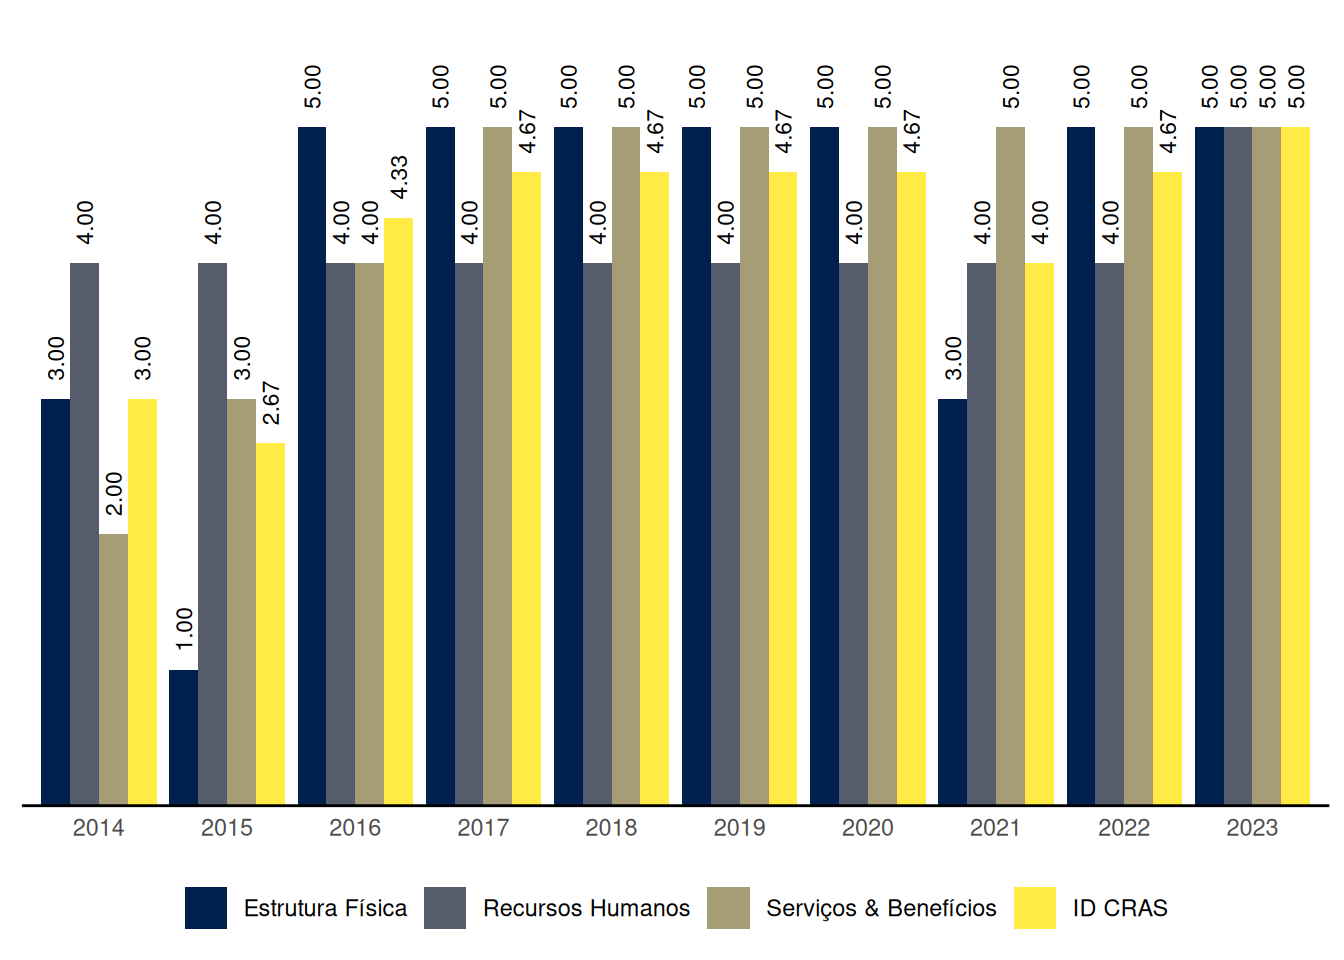 5.00 5.00 5.00 5.00 5.00 5.00 5.00 5.00 5.00 5.00 5.00 5.00 5.00 5.00 5.00 5.00
4.67 4.67 4.67 4.67 4.67
4.33
4.00 4.00 4.00 4.00 4.00 4.00 4.00 4.00 4.00 4.00 4.00
3.00 3.00 3.00 3.00
2.67
2.00
1.00
2014 2015 2016 2017 2018 2019 2020 2021 2022 2023
Estrutura Física Recursos Humanos Serviços & Benefícios ID CRAS